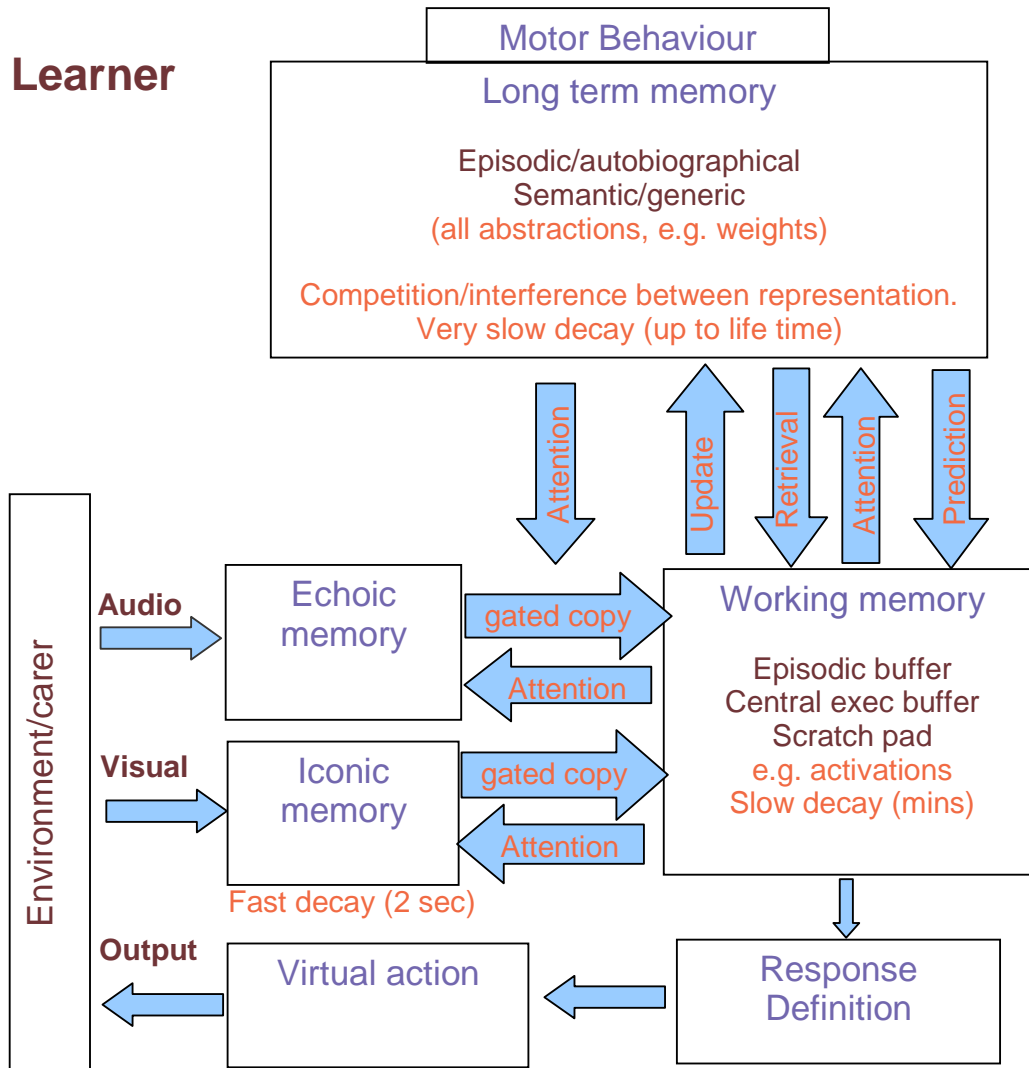 Learner
Motor Behaviour
Long term memory
Episodic/autobiographical
Semantic/generic
(all abstractions, e.g. weights)
Competition/interference between representation.
Very slow decay (up to life time)
Attention
Update
Retrieval
Attention
Prediction
Environment/carer
Audio
Echoic
memory
gated copy
Attention
Visual
Iconic
memory
gated copy
Attention
Fast decay (2 sec)
Working memory
Episodic buffer
Central exec buffer
Scratch pad
e.g. activations
Slow decay (mins)
Output
Virtual action
Response
Definition